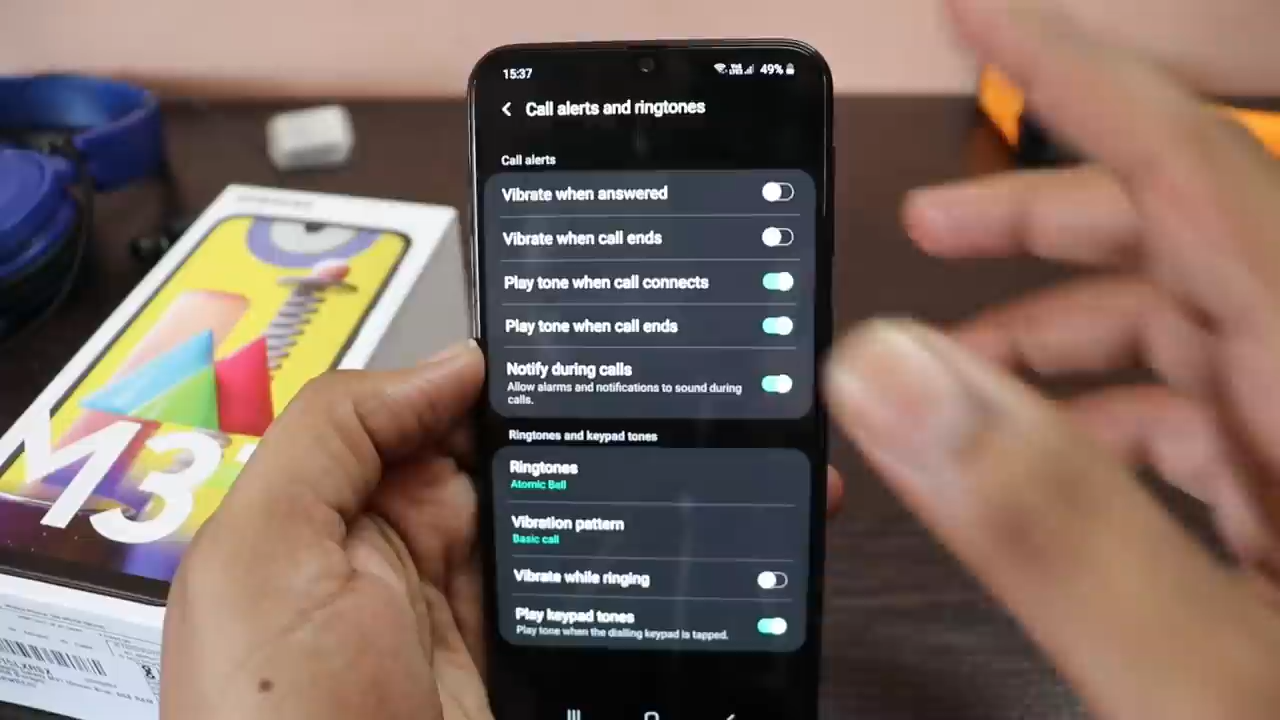 15:37
49%
Call alerts and ringtones
Call alerts
Vibrate when answered
Vibrate when call ends
Play tone when call connects
Play tone when call ends
Notify during calls
Allow alarms and notifications to sound during
calls.
Ringtones and keypad tones
Ringtones
Atomic Bell
Vibration pattern
Basic call
Vibrate while ringing
Play keypad tones
Play tone when the dialling keypad is tapped.
M3